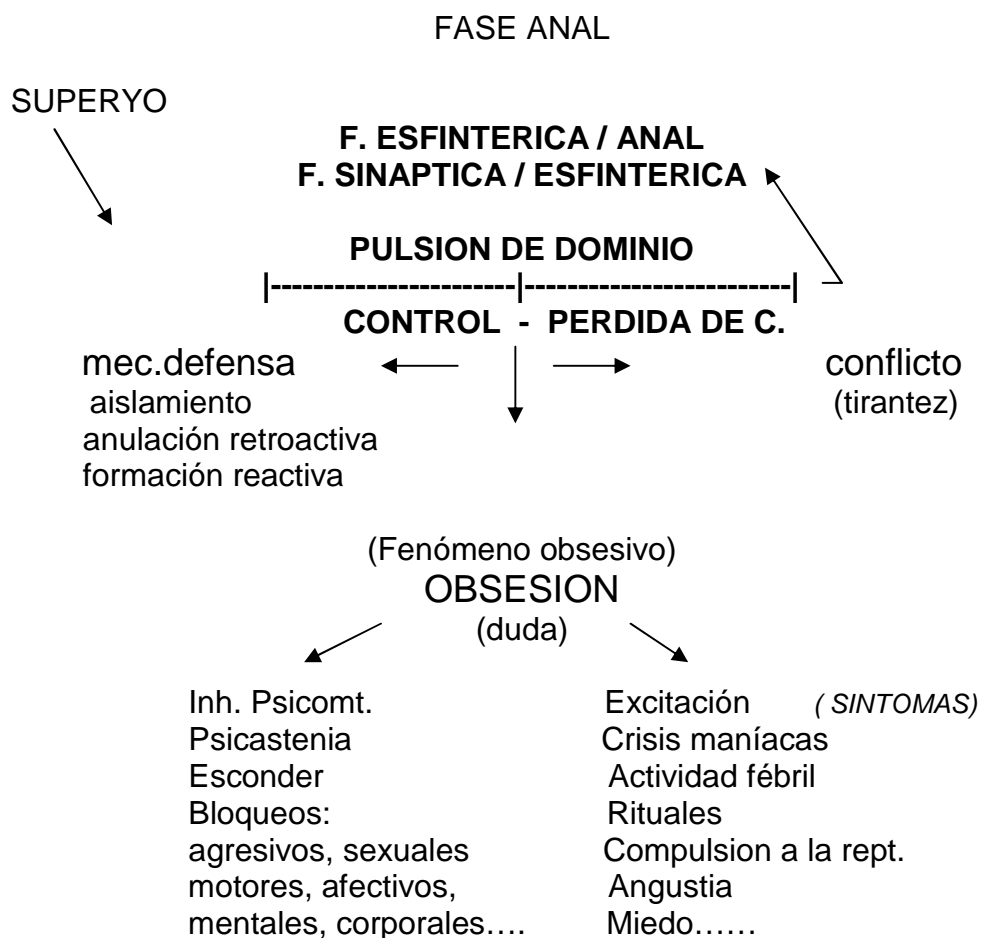 FASE ANAL
SUPERYO
F. ESFINTERICA / ANAL
F. SINAPTICA / ESFINTERICA
PULSION DE DOMINIO
|-----------------------|-------------------------|
CONTROL - PERDIDA DE C.
mec.defensa conflicto
aislamiento (tirantez)
anulación retroactiva
formación reactiva
(Fenómeno obsesivo)
OBSESION
(duda)
Inh. Psicomt. Excitación ( SINTOMAS)
Psicastenia Crisis maníacas
Esconder Actividad fébril
Bloqueos: Rituales
agresivos, sexuales Compulsion a la rept.
motores, afectivos, Angustia
mentales, corporales…. Miedo……